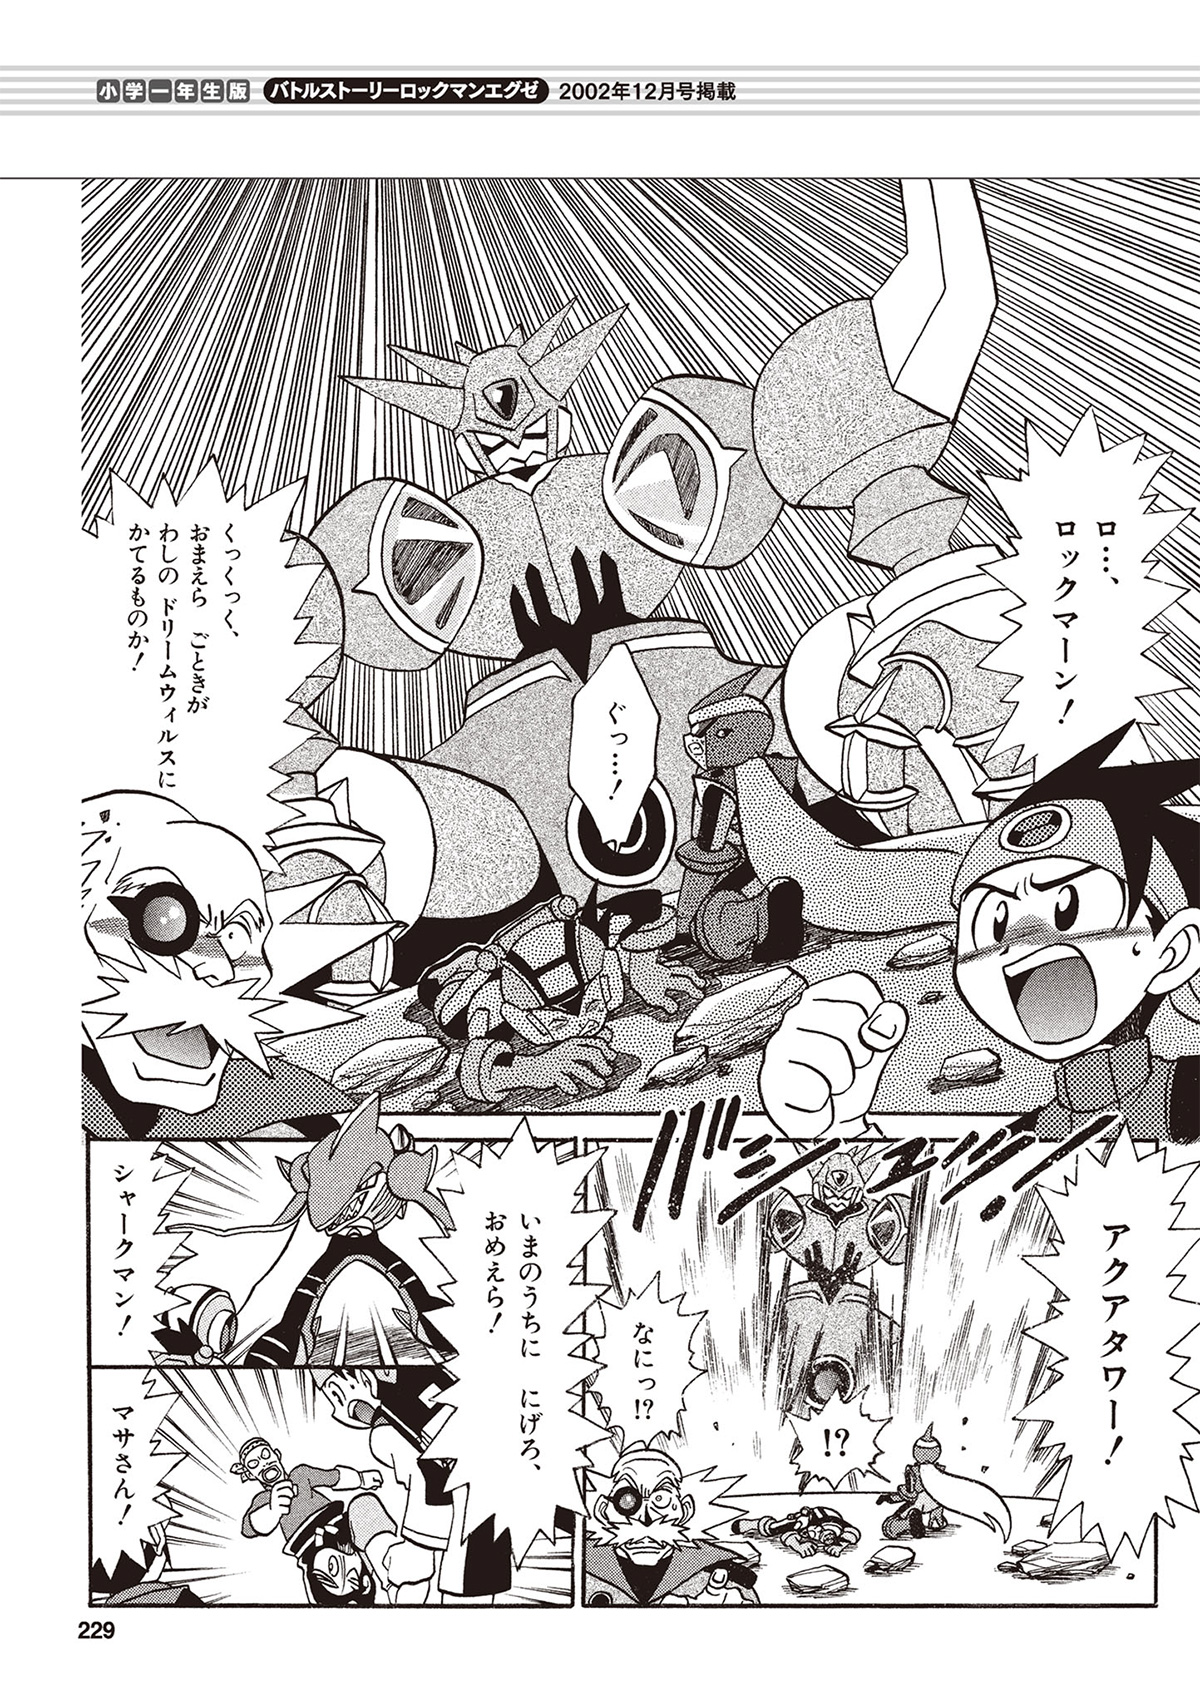 小学一年生版 バトルストーリーロックマンエグゼ 2002年12月号掲載
ロ…、
ロックマーン！
ぐっ…！
くっくっく、
おまえら ごときが
わしの ドリームウィルスに
かてるものか！
アクアタワー！
バシュュッ
!?
なにっ!?
いまのうちに にげろ、
おめえら！
シャークマン！
マサさん！
229